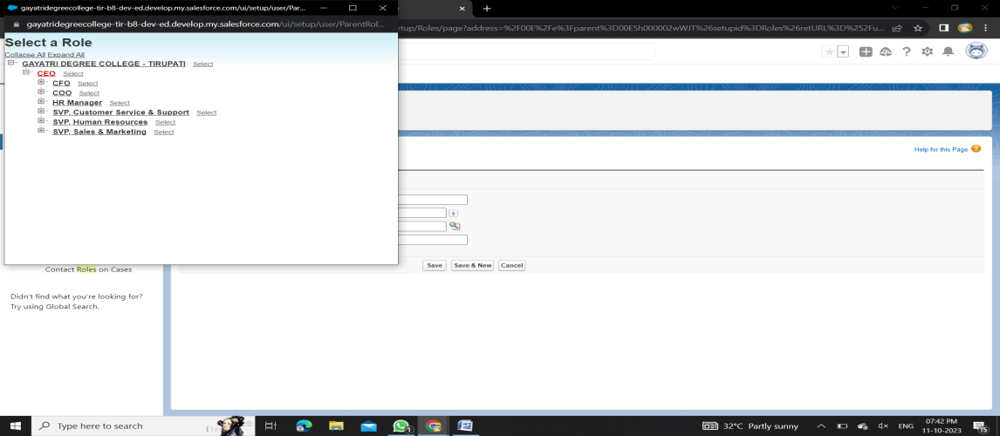 gayatridegreecollege-tir-b8-dev-ed.develop.my.salesforce.com/ui/setup/user/Par...
gayatridegreecollege-tir-b8-dev-ed.develop.my.salesforce.com/ui/setup/user/ParentRol...
etup/Roles/page?address=%2F00E%2Fe%3Fparent%3D00E5h000002wWJT%26setupid%3DRoles%26retURL%3D%252Fu...
Select a Role
Collapse All Expand All
GAYATRI DEGREE COLLEGE - TIRUPATI Select
CEO Select
CFO Select
COO Select
HR Manager Select
SVP, Customer Service & Support Select
SVP, Human Resources Select
SVP, Sales & Marketing Select
Help for this Page
Save Save & New Cancel
Contact Roles on Cases
Didn't find what you're looking for?
Try using Global Search.
Type here to search
32°C Partly sunny
ENG
07:42 PM
11-10-2023
15